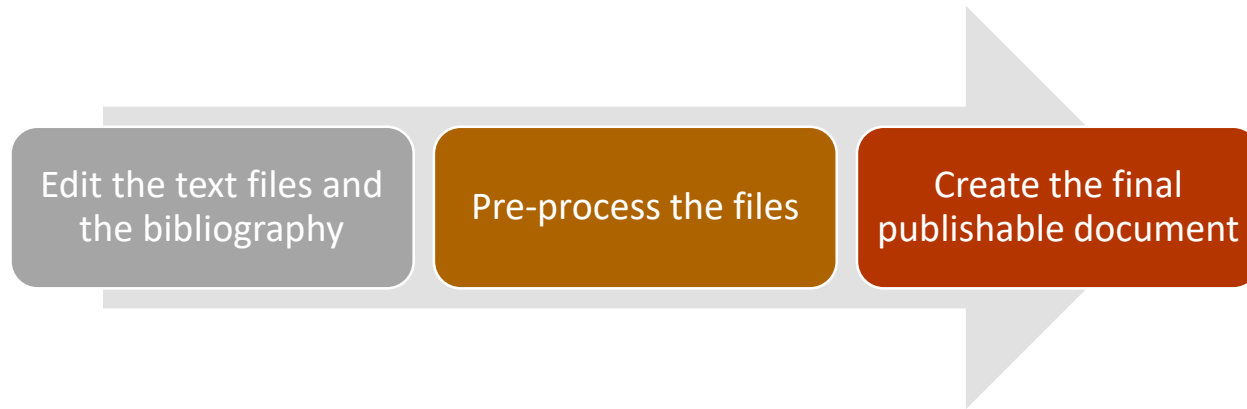 Edit the text files and
the bibliography
Pre-process the files
Create the final
publishable document